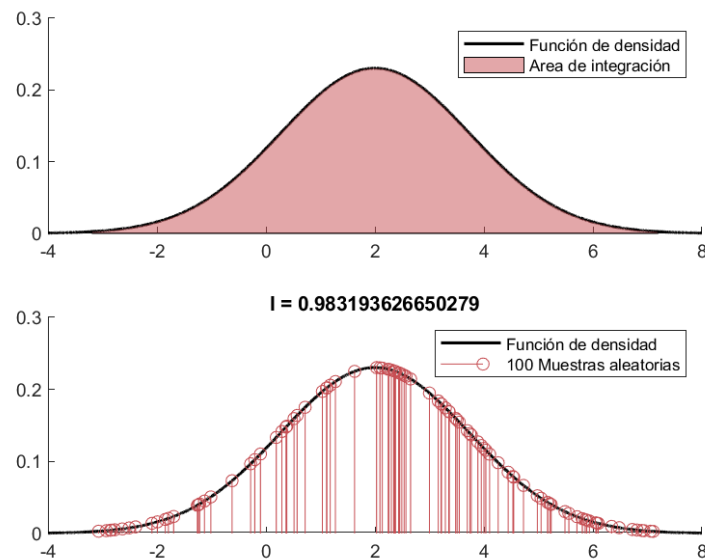 0.3
Función de densidad
Area de integración
0.2
0.1
0
-4 -2 0 2 4 6 8
I = 0.983193626650279
0.3
Función de densidad
100 Muestras aleatorias
0.2
0.1
0
-4 -2 0 2 4 6 8